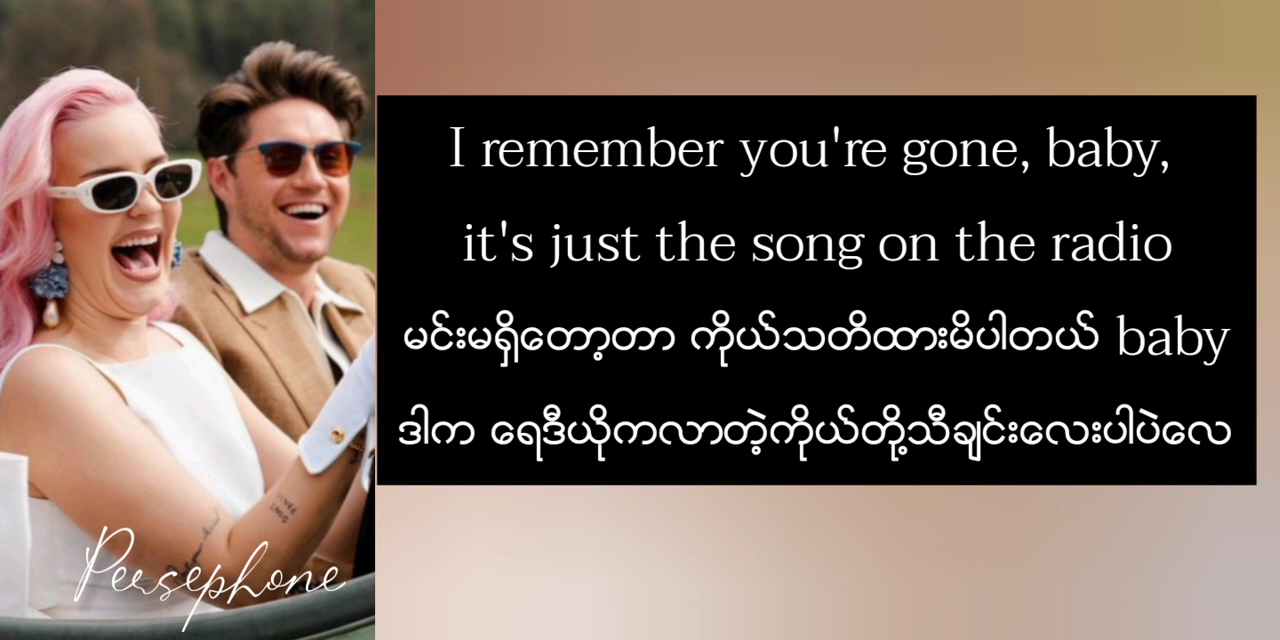 I remember you're gone, baby,
it's just the song on the radio
မင်းမရှိတော့တာ ကိုယ်သတိထားမိပါတယ် baby
ဒါက ရေဒီယိုကလာတဲ့ကိုယ်တို့သီချင်းလေးပါပဲလေ
Persephone